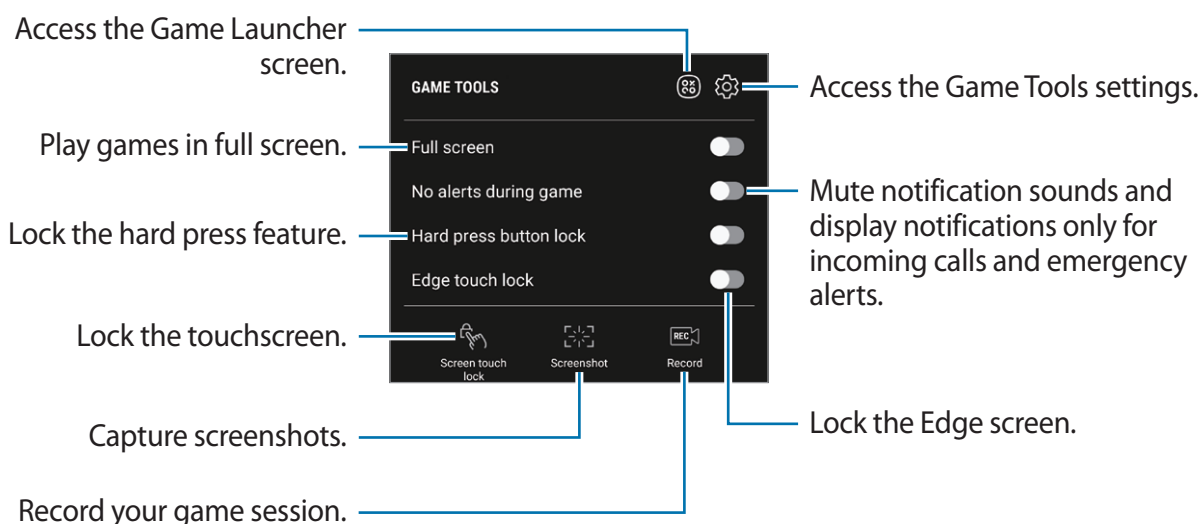 Access the Game Launcher
screen.
GAME TOOLS
Access the Game Tools settings.
Play games in full screen.
Full screen
No alerts during game
Mute notification sounds and
display notifications only for
incoming calls and emergency
alerts.
Lock the hard press feature.
Hard press button lock
Edge touch lock
Lock the touchscreen.
Screen touch
lock
Screenshot
REC
Record
Lock the Edge screen.
Capture screenshots.
Record your game session.